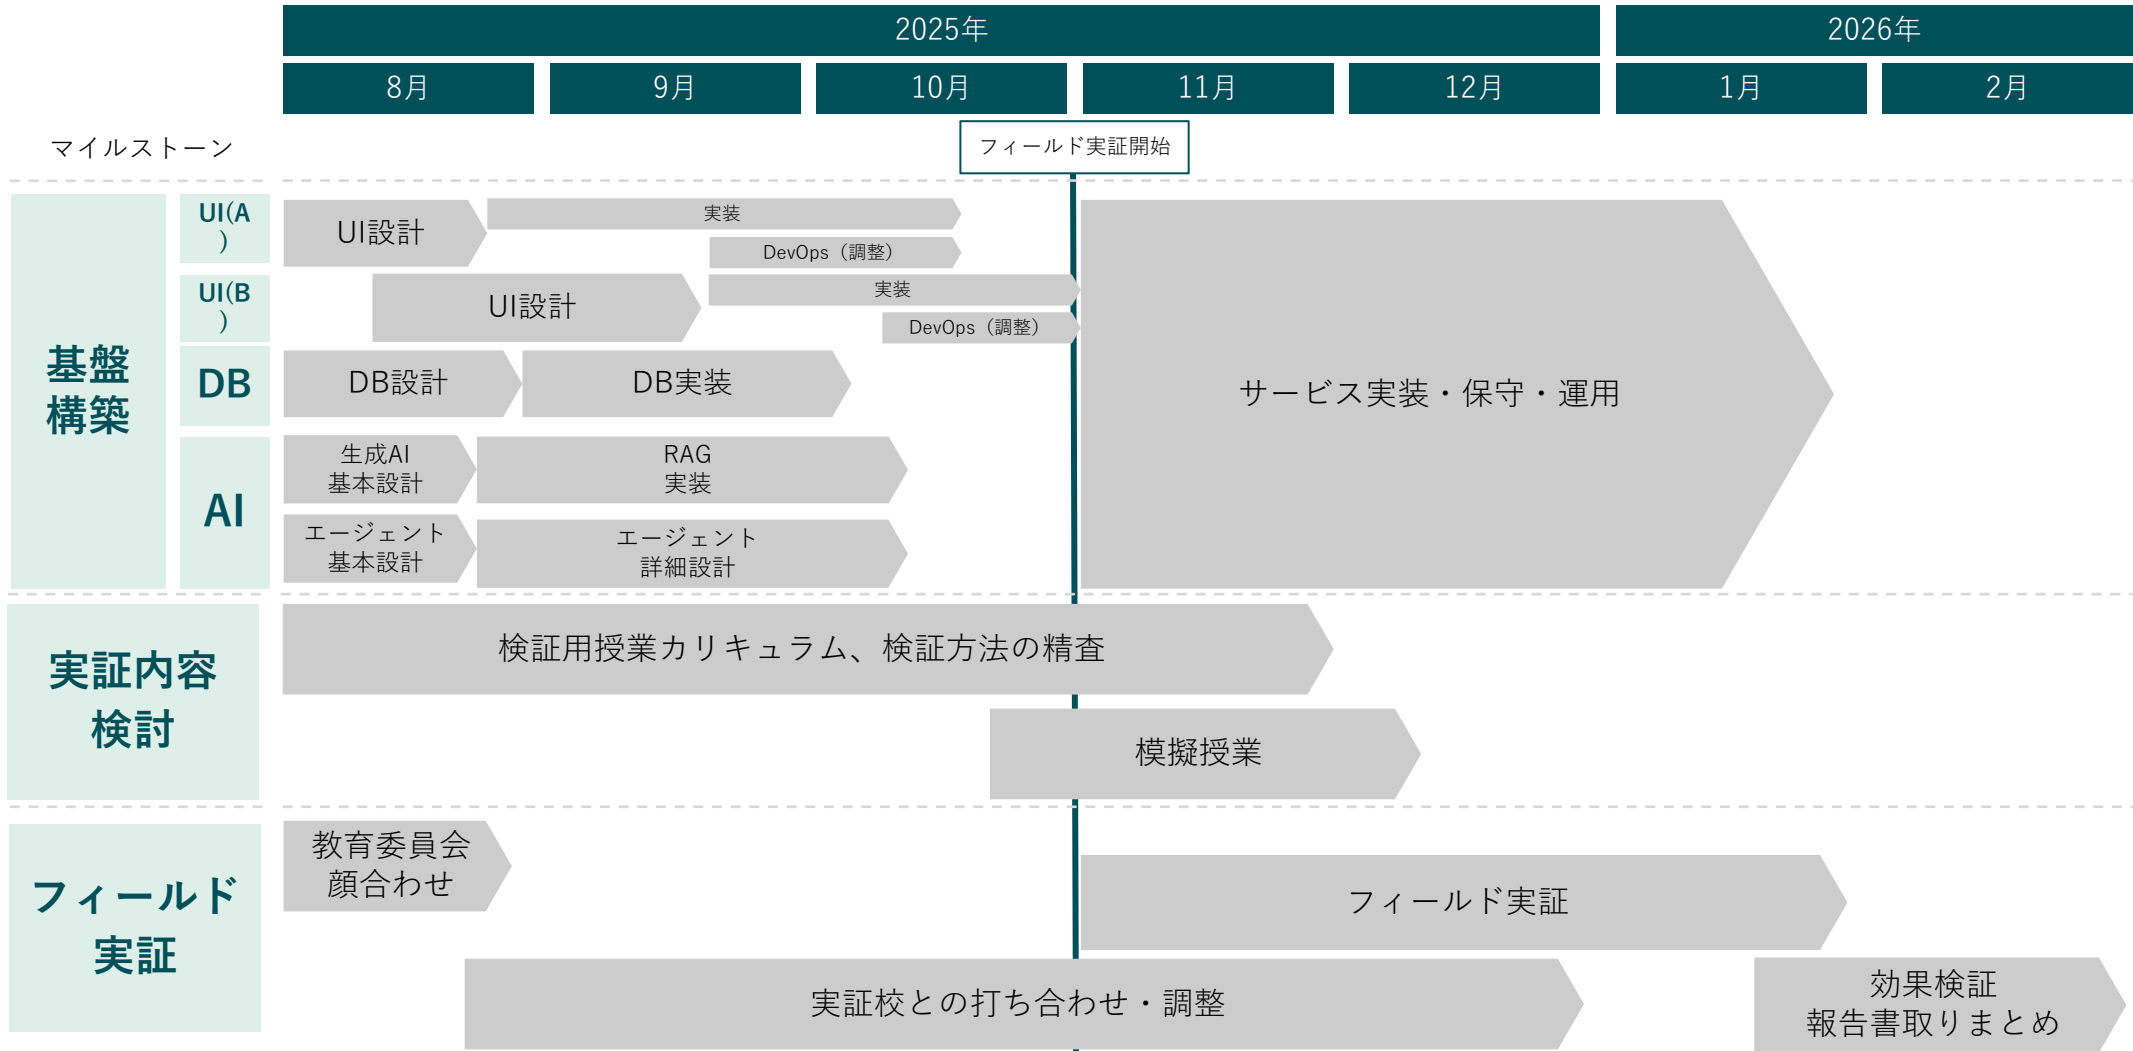 2025年
2026年
8月
9月
10月
11月
12月
1月
2月
マイルストーン
フィールド実証開始
基盤
構築
UI(A
)
UI設計
実装
DevOps（調整）
UI(B
)
UI設計
実装
DevOps（調整）
DB
DB設計
DB実装
AI
生成AI
基本設計
RAG
実装
エージェント
基本設計
エージェント
詳細設計
サービス実装・保守・運用
実証内容
検討
検証用授業カリキュラム、検証方法の精査
模擬授業
フィールド
実証
教育委員会
顔合わせ
フィールド実証
実証校との打ち合わせ・調整
効果検証
報告書取りまとめ